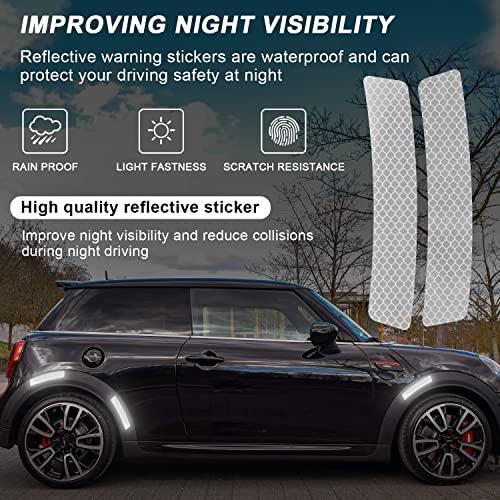 IMPROVING NIGHT VISIBILITY
Reflective warning stickers are waterproof and can
protect your driving safety at night
RAIN PROOF
LIGHT FASTNESS
SCRATCH RESISTANCE
High quality reflective sticker
Improve night visibility and reduce collisions
during night driving